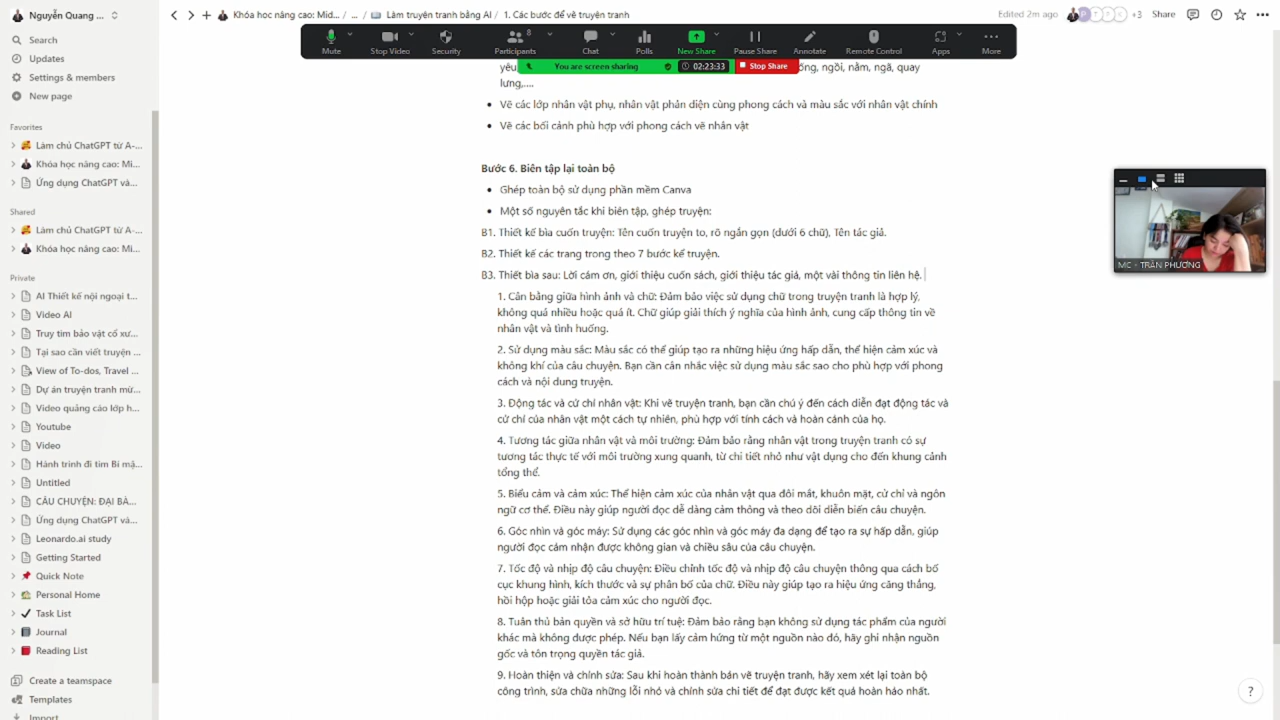 Nguyễn Quang ...
Khóa học nâng cao: Mid... / ... / Làm truyện tranh bằng AI / 1. Các bước để vẽ truyện tranh
Edited 2m ago
+3
Share
Search
Updates
Settings & members
New page
Favorites
Làm chủ ChatGPT từ A-...
Khóa học nâng cao: Mi...
Ứng dụng ChatGPT và...
Shared
Làm chủ ChatGPT từ A-...
Khóa học nâng cao: Mi...
Private
AI Thiết kế nội ngoại t...
Video AI
Truy tìm bảo vật cổ xư...
Tại sao cần viết truyện ...
View of To-dos, Travel ...
Dự án truyện tranh mừ...
Video quảng cáo lớp h...
Youtube
Video
Hành trình đi tìm Bí mậ...
Untitled
CÂU CHUYỆN: ĐẠI BÀ...
Ứng dụng ChatGPT và...
Leonardo.ai study
Getting Started
Quick Note
Personal Home
Task List
Journal
Reading List
Create a teamspace
Templates
Import
Mute
Stop Video
Security
Participants
8
Chat
Polls
New Share
Pause Share
Annotate
Remote Control
Apps
More
You are screen sharing
02:23:33
Stop Share
yêu
ngồi, nằm, ngã, quay
lưng,....
• Vẽ các lớp nhân vật phụ, nhân vật phản diện cùng phong cách và màu sắc với nhân vật chính
• Vẽ các bối cảnh phù hợp với phong cách vẽ nhân vật
Bước 6. Biên tập lại toàn bộ
• Ghép toàn bộ sử dụng phần mềm Canva
• Một số nguyên tắc khi biên tập, ghép truyện:
B1. Thiết kế bìa cuốn truyện: Tên cuốn truyện to, rõ ngắn gọn (dưới 6 chữ), Tên tác giả.
B2. Thiết kế các trang trong theo 7 bước kể truyện.
B3. Thiết bìa sau: Lời cảm ơn, giới thiệu cuốn sách, giới thiệu tác giả, một vài thông tin liên hệ.
1. Cân bằng giữa hình ảnh và chữ: Đảm bảo việc sử dụng chữ trong truyện tranh là hợp lý,
không quá nhiều hoặc quá ít. Chữ giúp giải thích ý nghĩa của hình ảnh, cung cấp thông tin về
nhân vật và tình huống.
2. Sử dụng màu sắc: Màu sắc có thể giúp tạo ra những hiệu ứng hấp dẫn, thể hiện cảm xúc và
không khí của câu chuyện. Bạn cần cân nhắc việc sử dụng màu sắc sao cho phù hợp với phong
cách và nội dung truyện.
3. Động tác và cử chỉ nhân vật: Khi vẽ truyện tranh, bạn cần chú ý đến cách diễn đạt động tác và
cử chỉ của nhân vật một cách tự nhiên, phù hợp với tính cách và hoàn cảnh của họ.
4. Tương tác giữa nhân vật và môi trường: Đảm bảo rằng nhân vật trong truyện tranh có sự
tương tác thực tế với môi trường xung quanh, từ chi tiết nhỏ như vật dụng cho đến khung cảnh
tổng thể.
5. Biểu cảm và cảm xúc: Thể hiện cảm xúc của nhân vật qua đôi mắt, khuôn mặt, cử chỉ và ngôn
ngữ cơ thể. Điều này giúp người đọc dễ dàng cảm thông và theo dõi diễn biến câu chuyện.
6. Góc nhìn và góc máy: Sử dụng các góc nhìn và góc máy đa dạng để tạo ra sự hấp dẫn, giúp
người đọc cảm nhận được không gian và chiều sâu của câu chuyện.
7. Tốc độ và nhịp độ câu chuyện: Điều chỉnh tốc độ và nhịp độ câu chuyện thông qua cách bố
cục khung hình, kích thước và sự phân bố của chữ. Điều này giúp tạo ra hiệu ứng căng thẳng,
hồi hộp hoặc giải tỏa cảm xúc cho người đọc.
8. Tuân thủ bản quyền và sở hữu trí tuệ: Đảm bảo rằng bạn không sử dụng tác phẩm của người
khác mà không được phép. Nếu bạn lấy cảm hứng từ một nguồn nào đó, hãy ghi nhận nguồn
gốc và tôn trọng quyền tác giả.
9. Hoàn thiện và chỉnh sửa: Sau khi hoàn thành bản vẽ truyện tranh, hãy xem xét lại toàn bộ
công trình, sửa chữa những lỗi nhỏ và chỉnh sửa chi tiết để đạt được kết quả hoàn hảo nhất.
MC - TRẦN PHƯƠNG
?